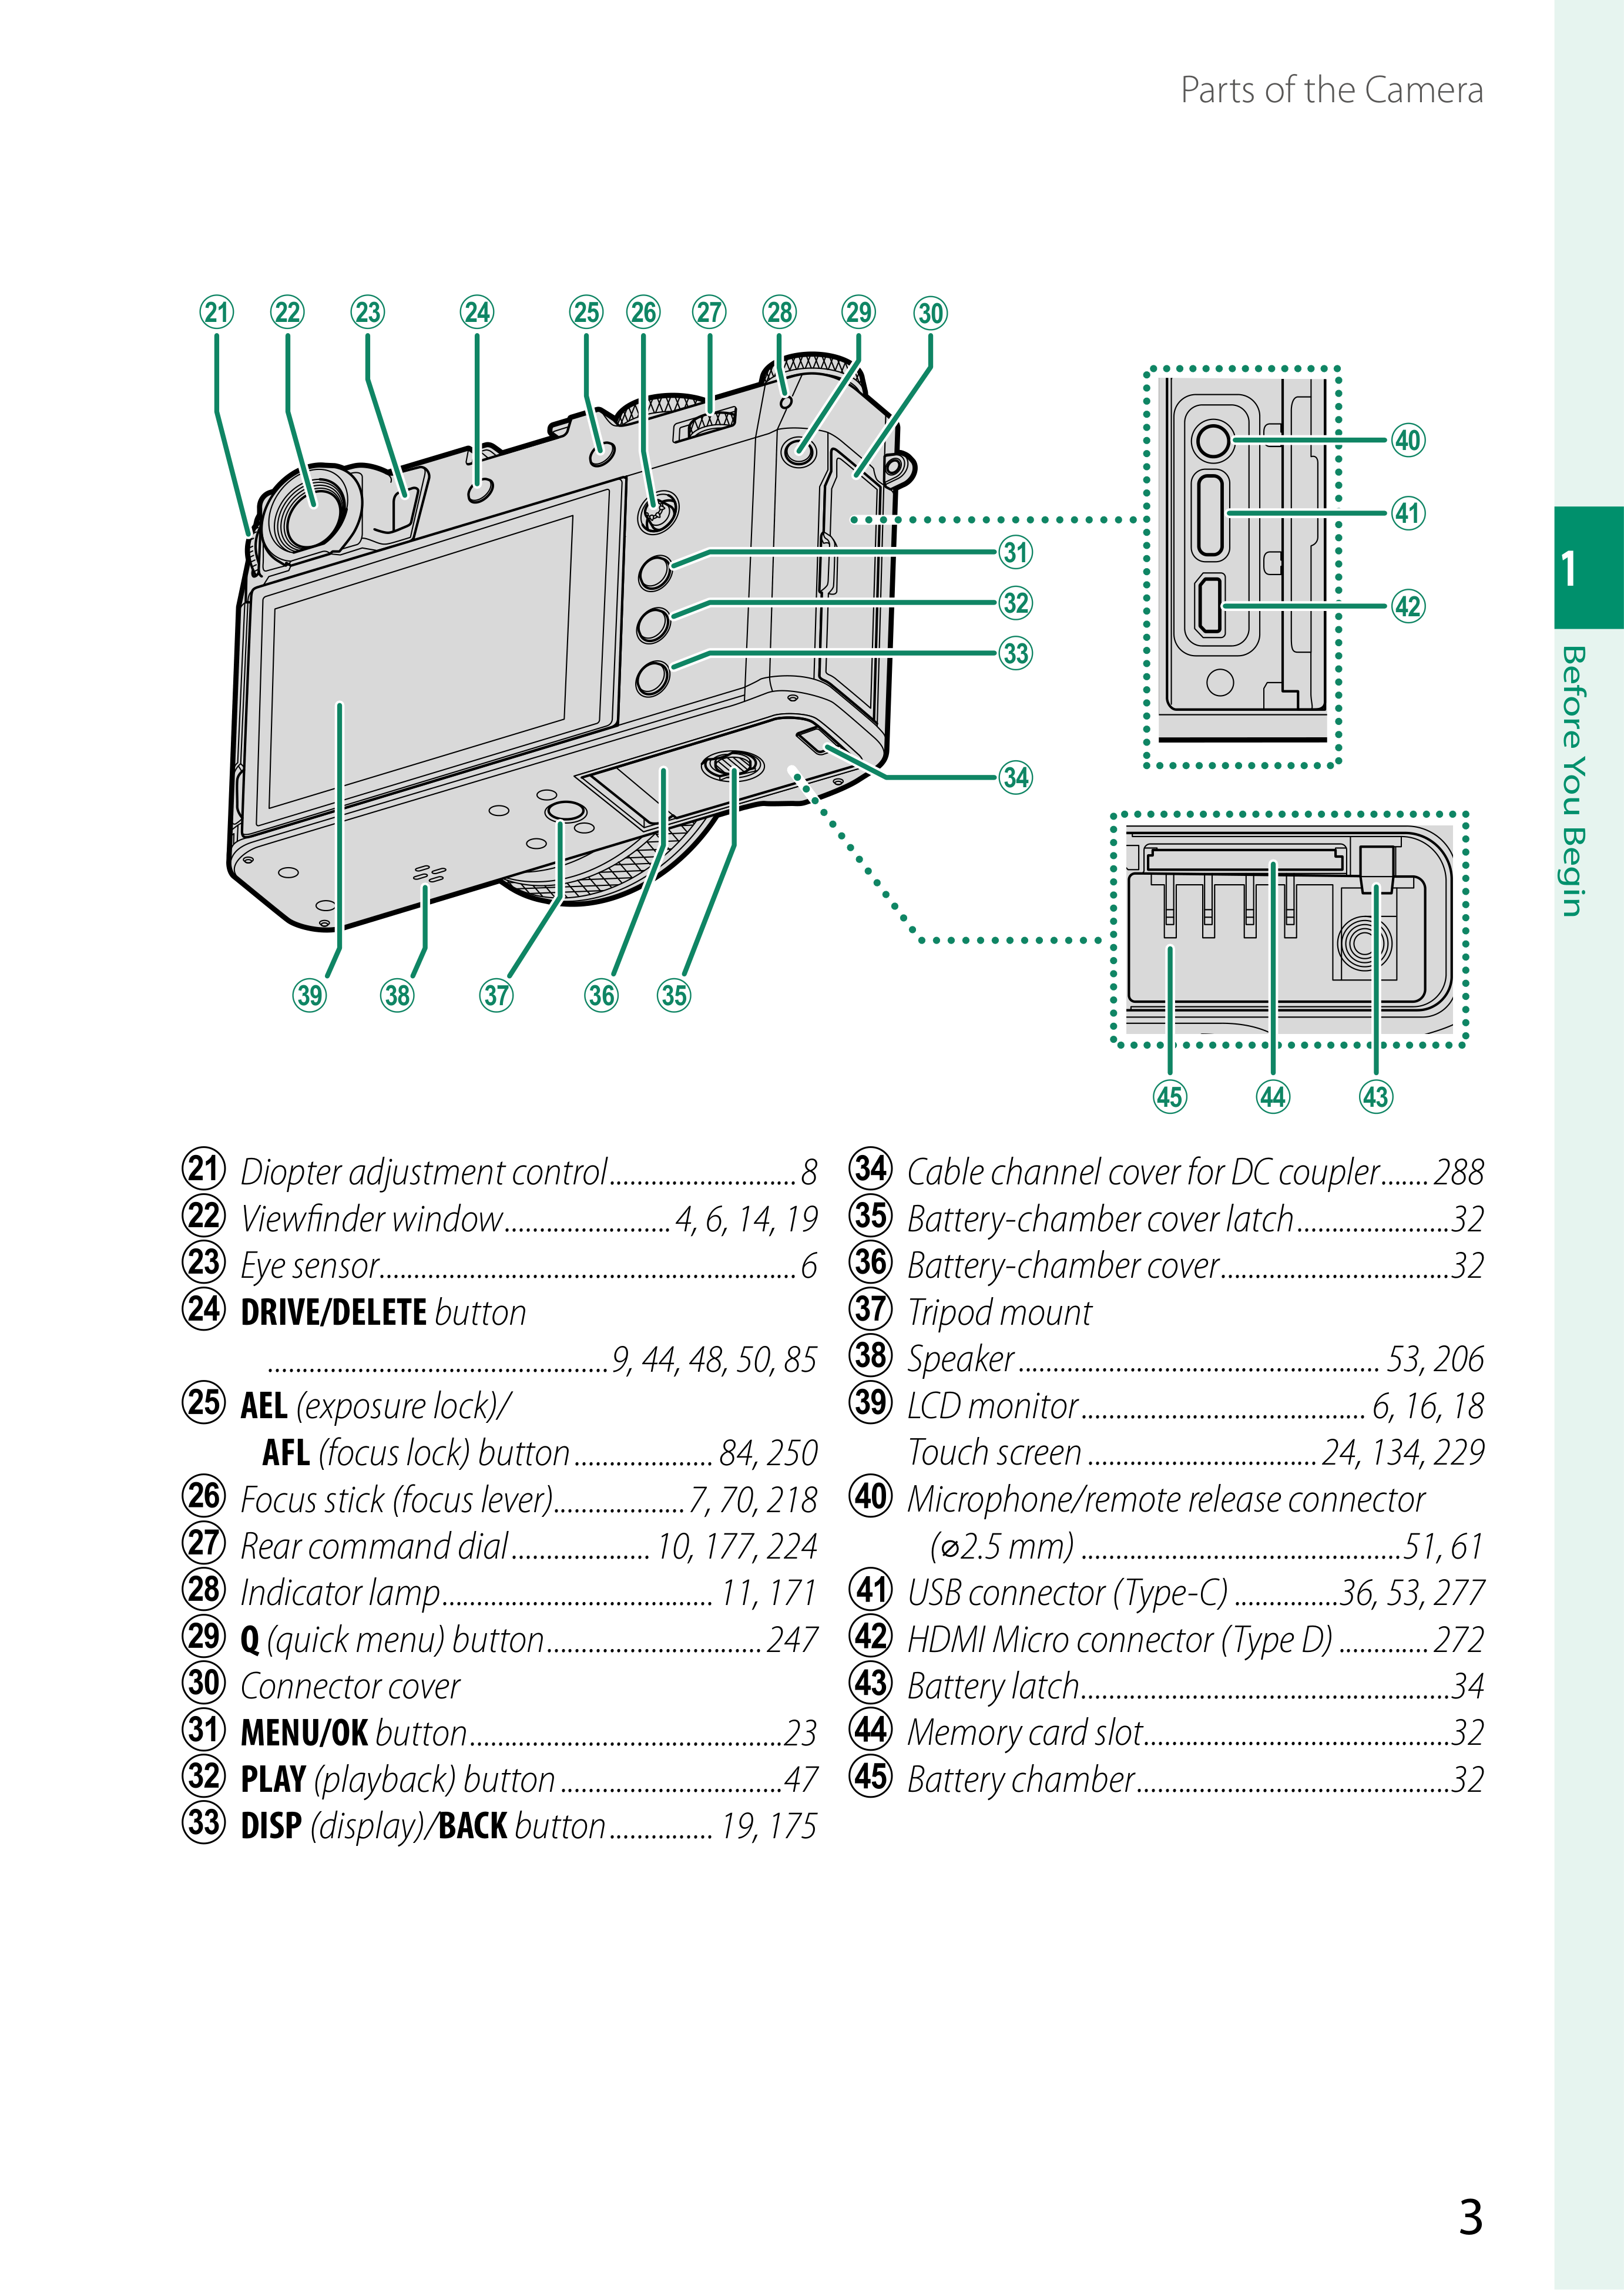 Parts of the Camera
21 22 23 24 25 26 27 28 29 30
40
41
31
32
42
33
34
39 38 37 36 35
45 44 43
1
Before You Begin
㉑ Diopter adjustment control........................... 8
㉒ Viewfinder window........................ 4, 6, 14, 19
㉓ Eye sensor............................................................ 6
㉔ DRIVE/DELETE button
................................................. 9, 44, 48, 50, 85
㉕ AEL (exposure lock)/
AFL (focus lock) button .................... 84, 250
㉖ Focus stick (focus lever)................... 7, 70, 218
㉗ Rear command dial .................... 10, 177, 224
㉘ Indicator lamp....................................... 11, 171
㉙ Q (quick menu) button............................... 247
㉚ Connector cover
㉛ MENU/OK button.............................................23
㉜ PLAY (playback) button ................................47
㉝ DISP (display)/BACK button............... 19, 175
㉞ Cable channel cover for DC coupler....... 288
㉟ Battery-chamber cover latch......................32
㊱ Battery-chamber cover.................................32
㊲ Tripod mount
㊳ Speaker .................................................... 53, 206
㊴ LCD monitor......................................... 6, 16, 18
Touch screen ................................. 24, 134, 229
㊵ Microphone/remote release connector
(⌀2.5 mm) ..............................................51, 61
㊶ USB connector (Type-C) ...............36, 53, 277
㊷ HDMI Micro connector (Type D) ............. 272
㊸ Battery latch.....................................................34
㊹ Memory card slot............................................32
㊺ Battery chamber.............................................32
3